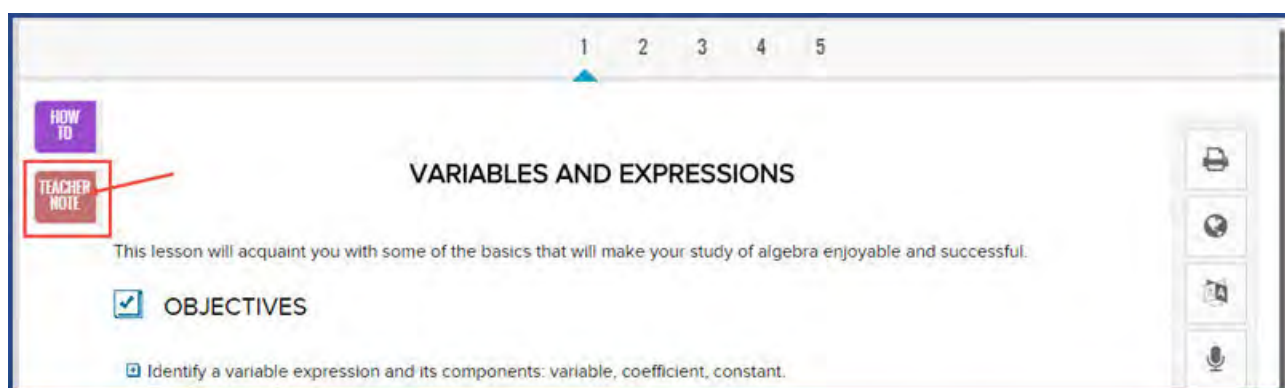 1 2 3 4 5
HOW
TO
TEACHER
NOTE
VARIABLES AND EXPRESSIONS
This lesson will acquaint you with some of the basics that will make your study of algebra enjoyable and successful.
OBJECTIVES
Identify a variable expression and its components: variable, coefficient, constant.